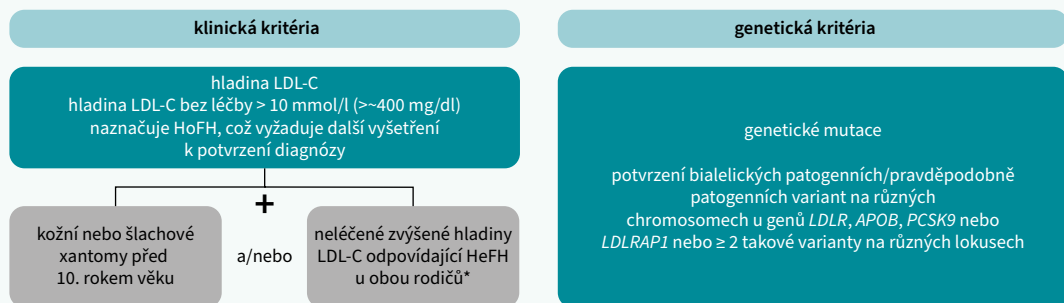 klinická kritéria
hladina LDL-C
hladina LDL-C bez léčby > 10 mmol/l (>~400 mg/dl)
naznačuje HoFH, což vyžaduje další vyšetření
k potvrzení diagnózy
+
kožní nebo šlachové
xantomy před
10. rokem věku
a/nebo
neléčené zvýšené hladiny
LDL-C odpovídající HeFH
u obou rodičů*
genetická kritéria
genetické mutace
potvrzení bialelických patogenních/pravděpodobně
patogenních variant na různých
chromosomech u genů LDLR, APOB, PCSK9 nebo
LDLRAP1 nebo ≥ 2 takové varianty na různých lokusech